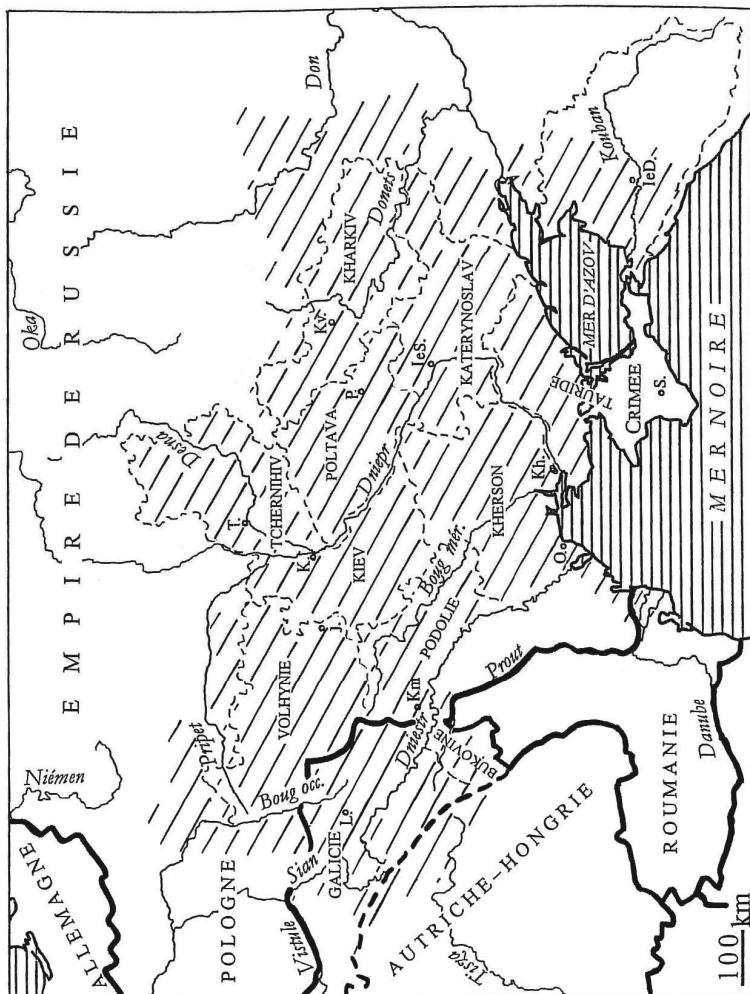 EMPIRE DE RUSSIE
Oka
Don
Niémen
Desna
ALLEMAGNE
Pripet
T.
TCHERNIHIV
Kv.
KHARKIV
Donets
POLOGNE
Boug occ.
VOLHYNIE
J.
K.
KIEV
POLTAVA
P.
Dniepr
IeS.
KATERYNOSLAV
Vistule
Sian
GALICIE
L.
Km
PODOLIE
Boug mér.
KHERSON
Kh.
Dniestr
BUKOVINE
Prout
O.
TAURIDE
MER D'AZOV
Kouban
IeD.
CRIMEE
S.
AUTRICHE-HONGRIE
Tisza
ROUMANIE
Danube
MER NOIRE
100 km